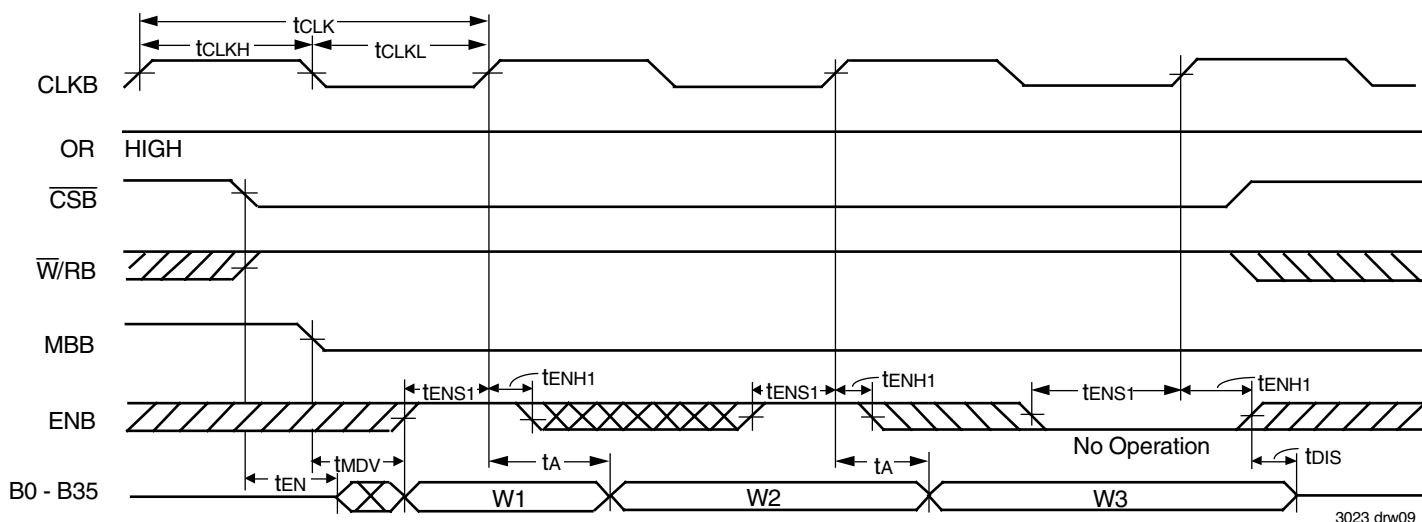 tCLK
tCLKH tCLKL
CLKB
OR HIGH
CSB
W/RB
MBB
tENS1 tENH1 tENS1 tENH1 tENS1 tENH1
ENB
No Operation
tMDV tA tA tDIS
tEN
B0 - B35 W1 W2 W3
3023 drw09